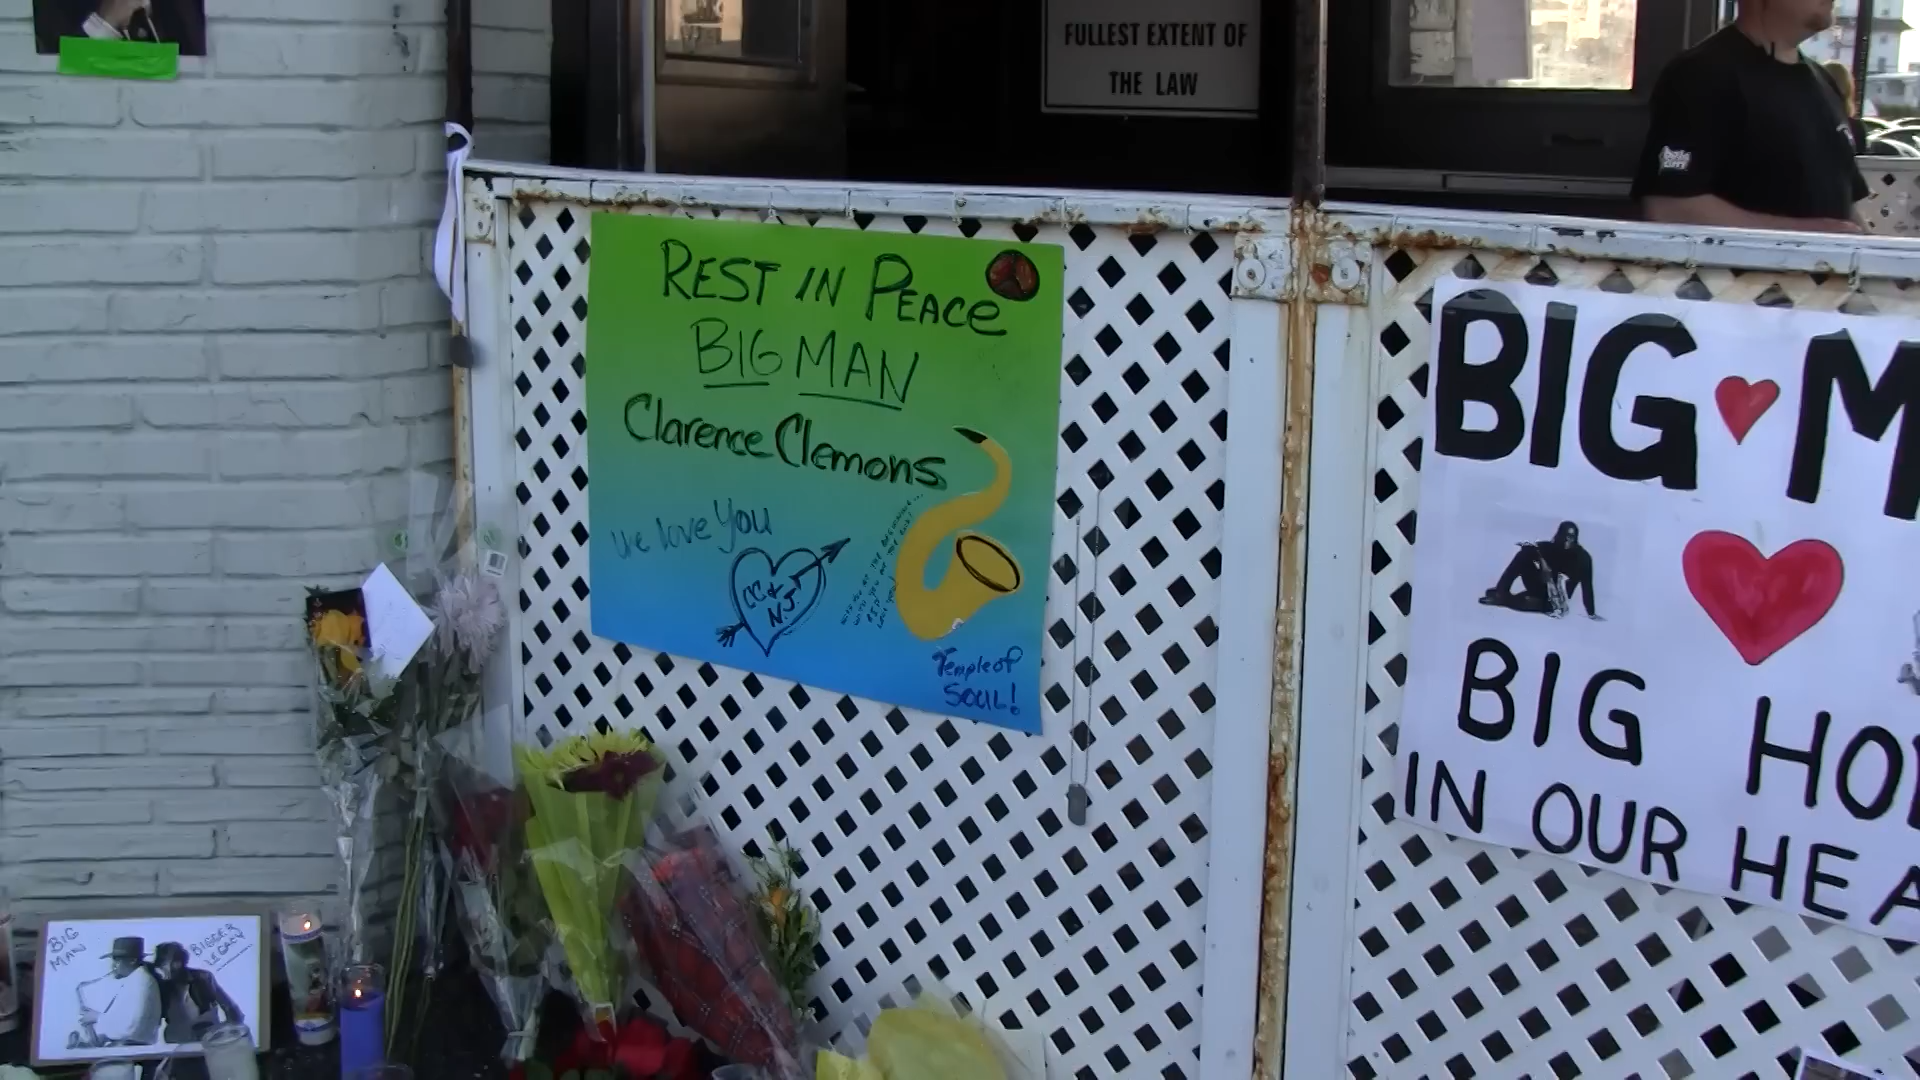 FULLEST EXTENT OF
THE LAW
REST IN PEACE
BIG MAN
Clarence Clemons
We love You
CC &
N.J
Temple of
SOUL!
BIG M
BIG HO
IN OUR HEA
BIG
MAN
BIGGER
LEGACY